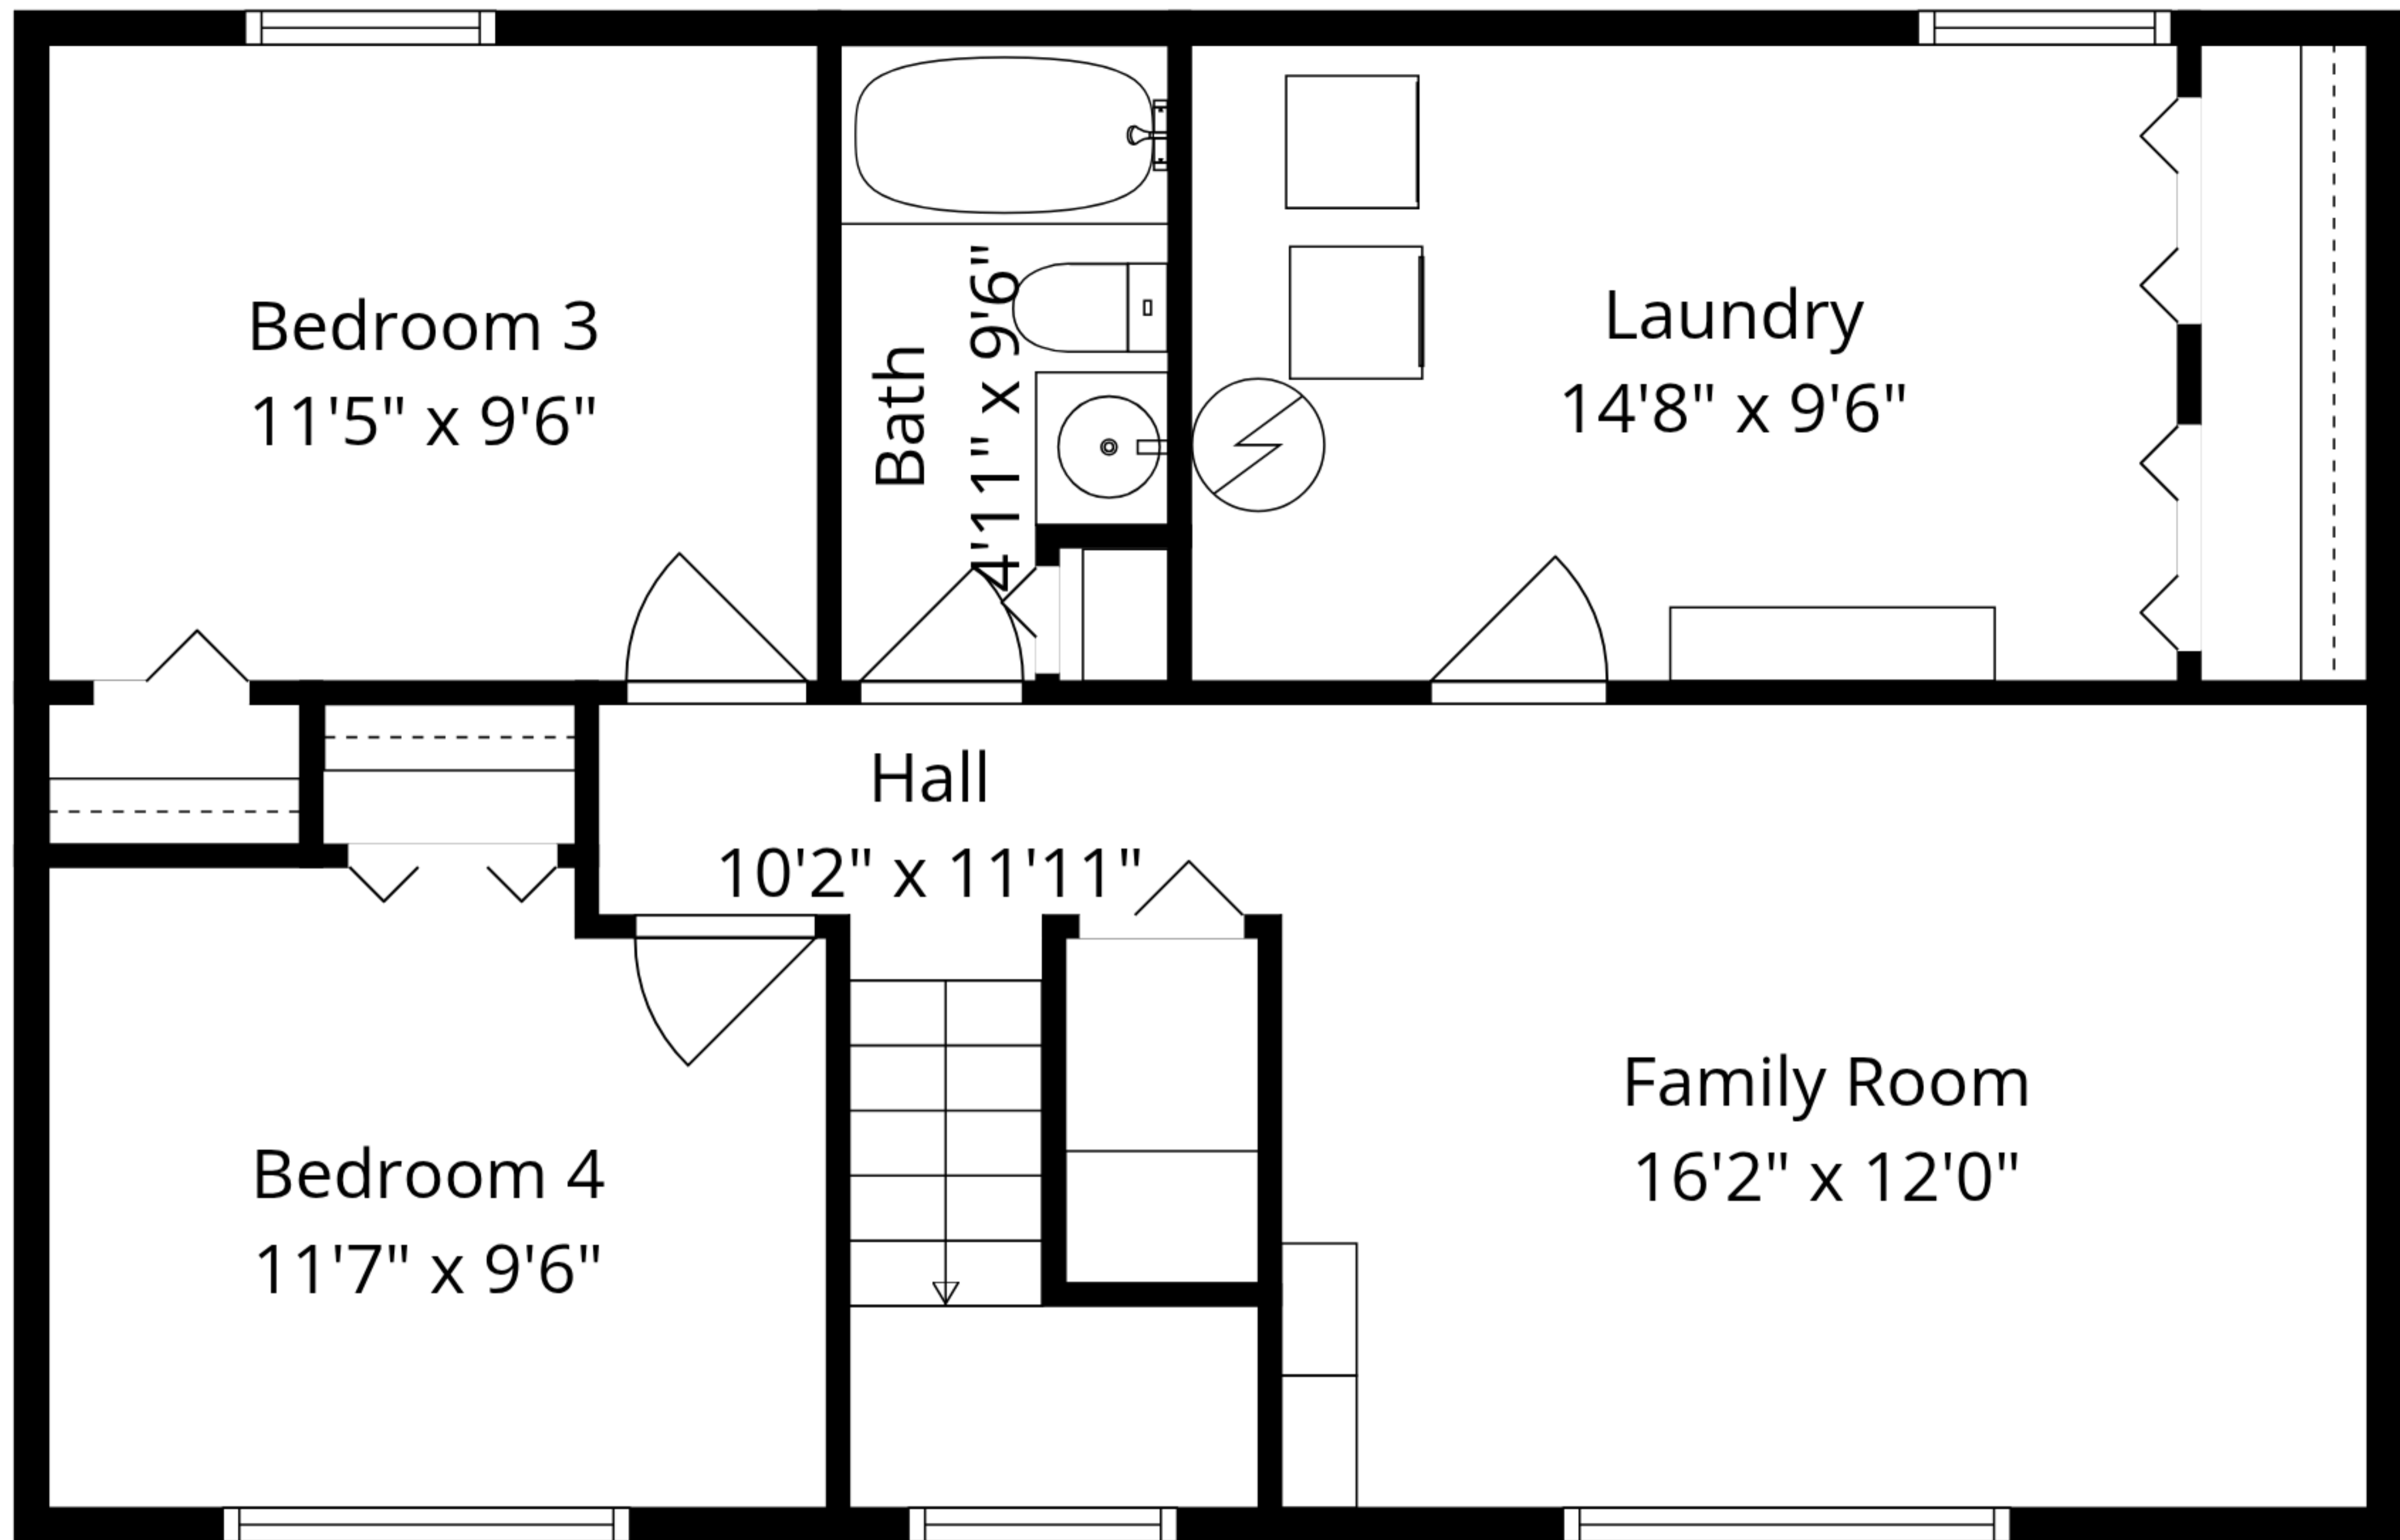 Bedroom 3
11'5" x 9'6"
Bath
4'11" x 9'6"
Laundry
14'8" x 9'6"
Hall
10'2" x 11'11"
Bedroom 4
11'7" x 9'6"
Family Room
16'2" x 12'0"